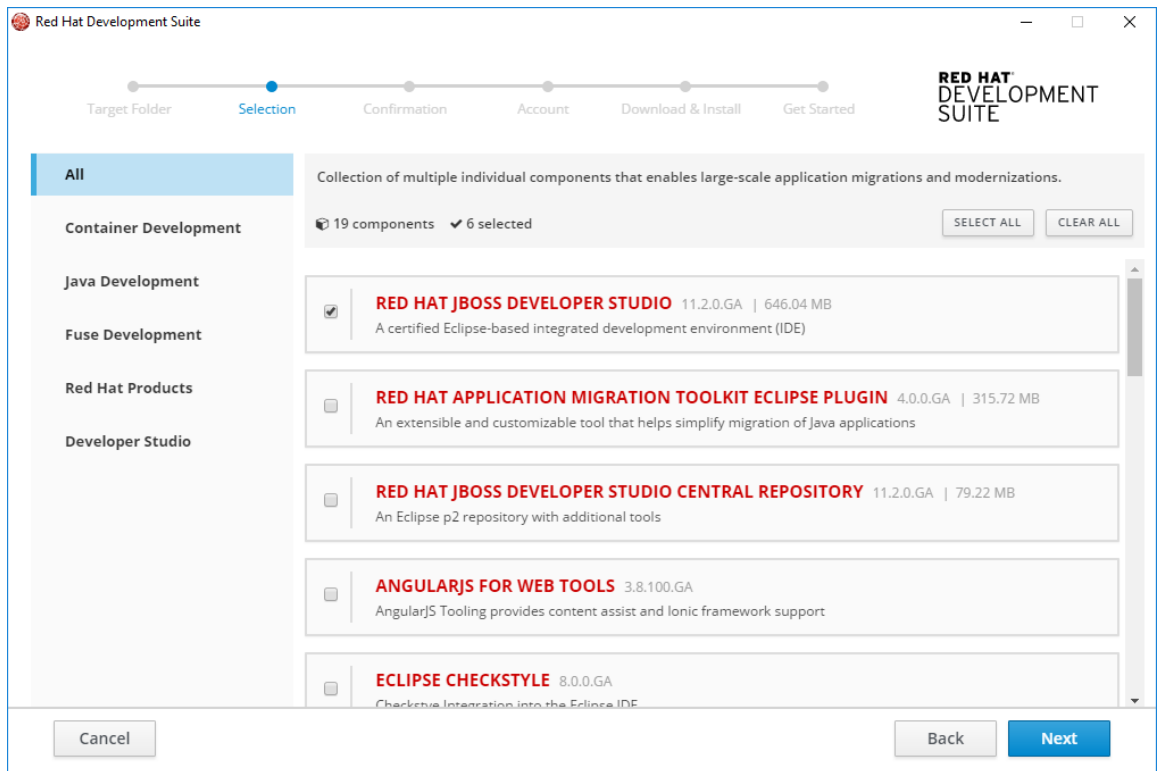 Red Hat Development Suite
RED HAT
DEVELOPMENT
SUITE
Target Folder
Selection
Confirmation
Account
Download & Install
Get Started
All
Container Development
Java Development
Fuse Development
Red Hat Products
Developer Studio
Collection of multiple individual components that enables large-scale application migrations and modernizations.
19 components 6 selected
SELECT ALL
CLEAR ALL
RED HAT JBOSS DEVELOPER STUDIO 11.2.0.GA | 646.04 MB
A certified Eclipse-based integrated development environment (IDE)
RED HAT APPLICATION MIGRATION TOOLKIT ECLIPSE PLUGIN 4.0.0.GA | 315.72 MB
An extensible and customizable tool that helps simplify migration of Java applications
RED HAT JBOSS DEVELOPER STUDIO CENTRAL REPOSITORY 11.2.0.GA | 79.22 MB
An Eclipse p2 repository with additional tools
ANGULARJS FOR WEB TOOLS 3.8.100.GA
AngularJS Tooling provides content assist and Ionic framework support
ECLIPSE CHECKSTYLE 8.0.0.GA
Checkstye Integration into the Eclipse IDE
Cancel
Back
Next